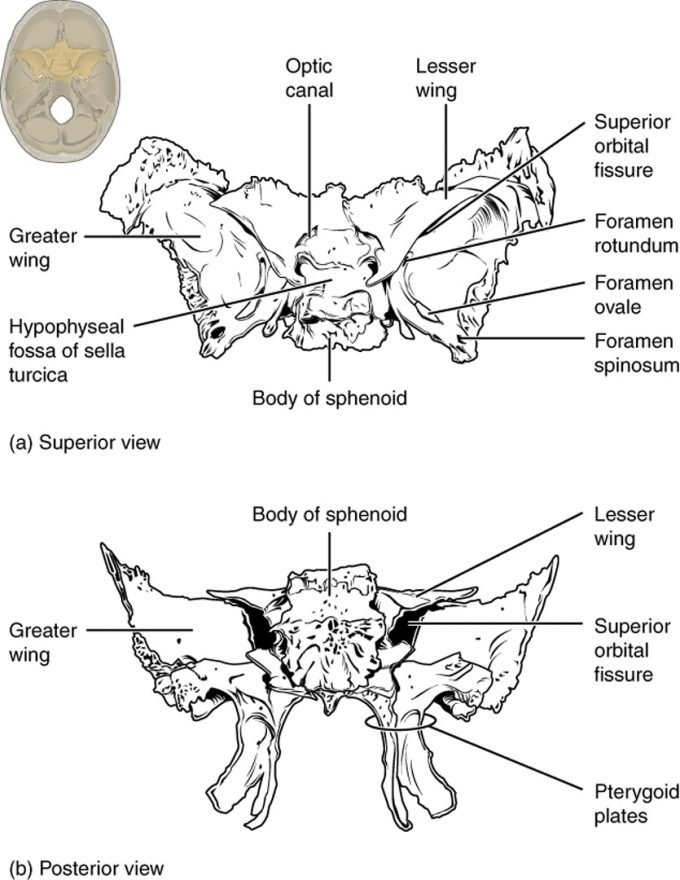 Optic
canal
Lesser
wing
Superior
orbital
fissure
Greater
wing
Foramen
rotundum
Foramen
ovale
Hypophyseal
fossa of sella
turcica
Foramen
spinosum
Body of sphenoid
(a) Superior view
Body of sphenoid
Lesser
wing
Greater
wing
Superior
orbital
fissure
Pterygoid
plates
(b) Posterior view